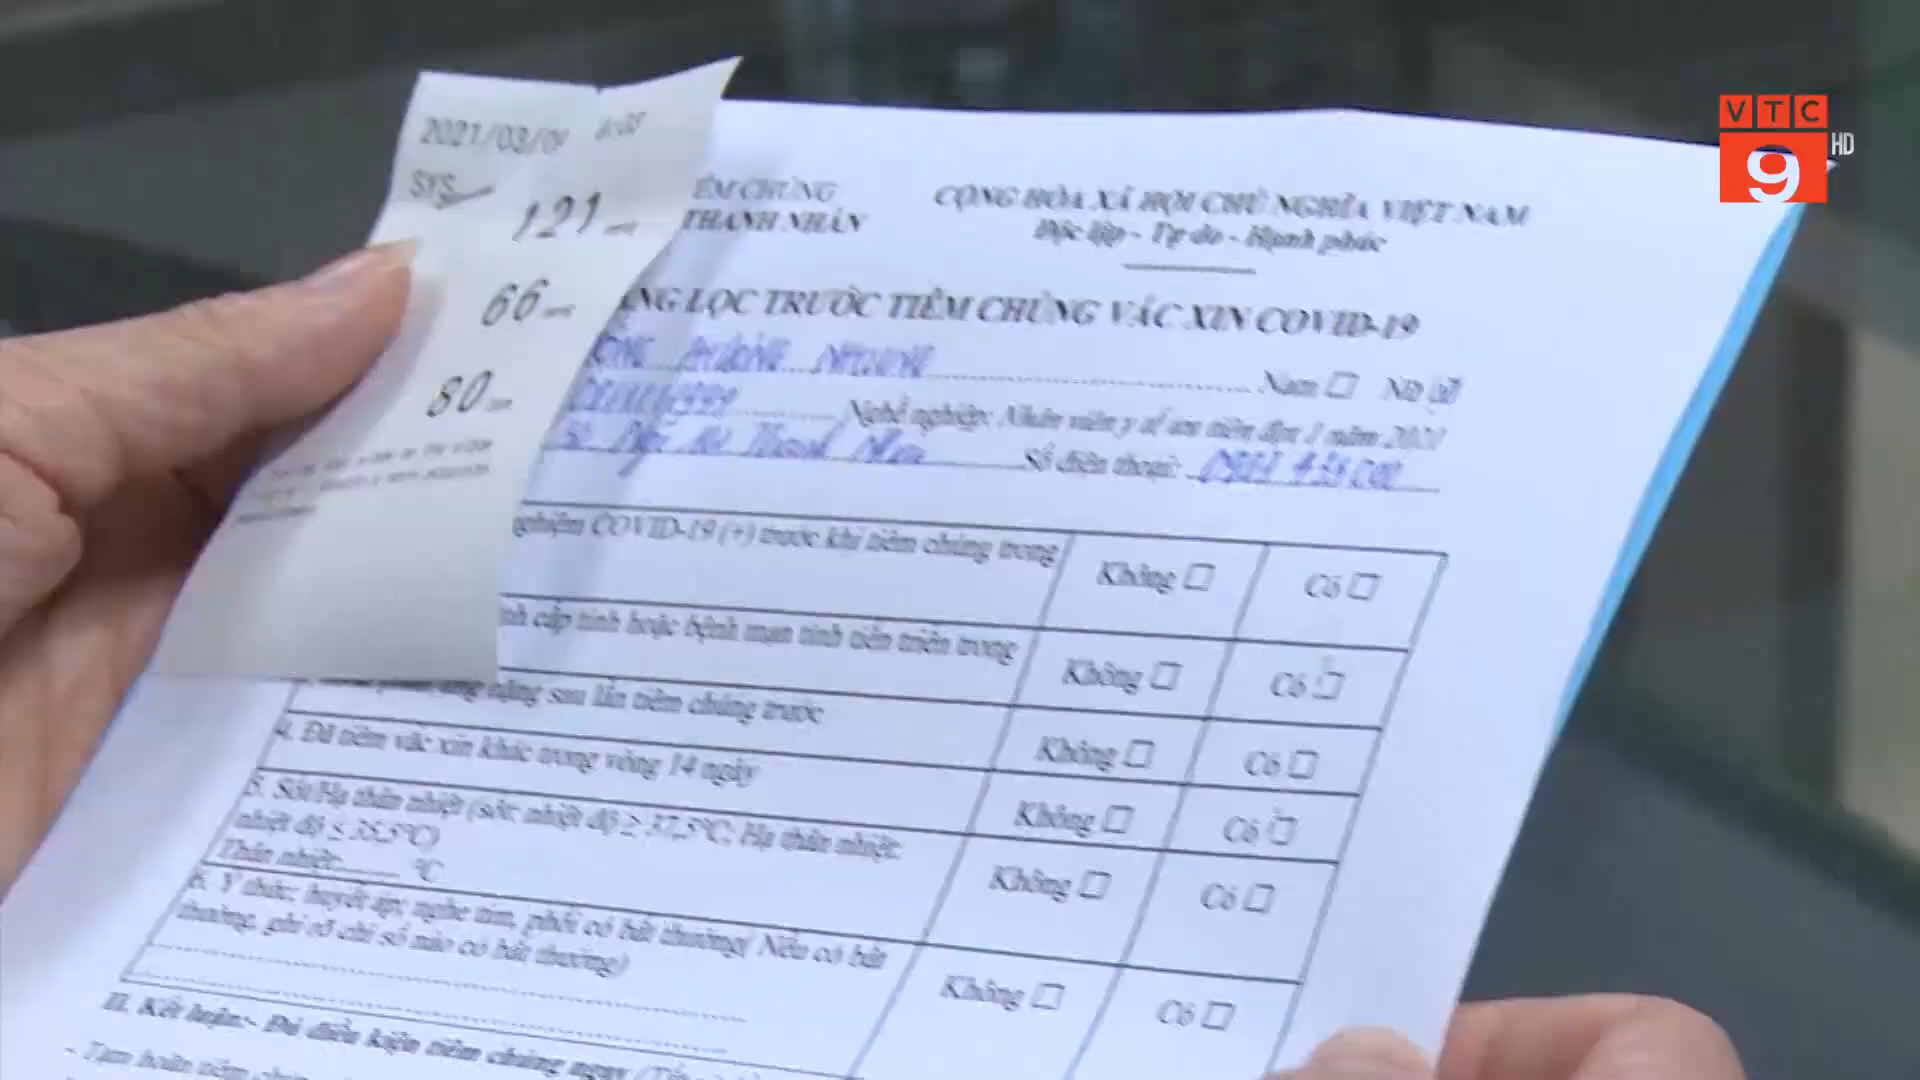 VTC
9 HD
2021/03/0
SYS 121
66
80
ÊM CHỦNG
THANH NHÀN
CỘNG HÒA XÃ HỘI CHỦ NGHĨA VIỆT NAM
Độc lập - Tự do - Hạnh phúc
NG LỌC TRƯỚC TIÊM CHỦNG VẮC XIN COVID-19
Nam ☐ Nữ
Nghề nghiệp: Nhân viên y tế ưu tiên đợt 1 năm 2021
Số điện thoại:
nghiệm COVID-19 (+) trước khi tiêm chủng trong
Không ☐ Có ☐
nh cấp tính hoặc bệnh mạn tính tiến triển trong
Không ☐ Có ☐
nặng sau lần tiêm chủng trước
Không ☐ Có ☐
4. Đã tiêm vắc xin khác trong vòng 14 ngày
Không ☐ Có ☐
5. Sốt/Hạ thân nhiệt (sốt: nhiệt độ ≥ 37,5°C; Hạ thân nhiệt:
nhiệt độ ≤ 35,5°C)
Thân nhiệt:...... °C
Không ☐ Có ☐
6. Ý thức; huyết áp; nghe tim, phổi có bất thường( Nếu có bất
thường, ghi rõ chỉ số nào có bất thường)
Không ☐ Có ☐
II. Kết luận:- Đủ điều kiện tiêm chủng ngay
- Tạm hoãn tiêm chủng